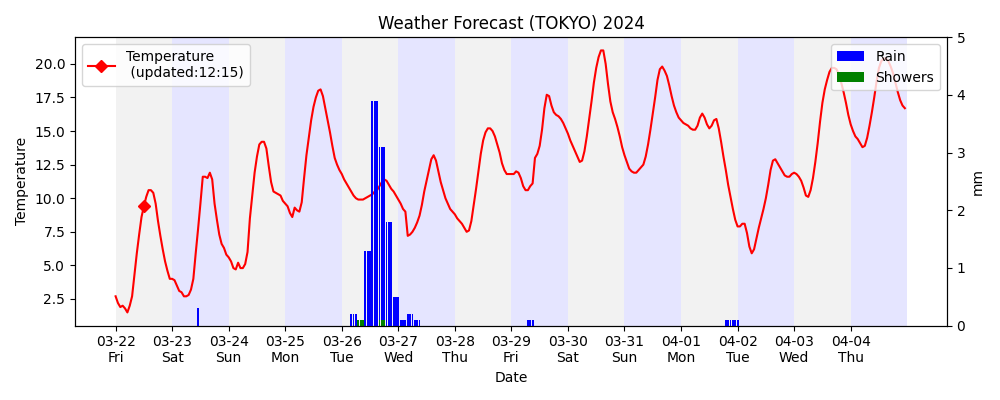 Weather Forecast (TOKYO) 2024
Temperature
(updated:12:15)
Rain
Showers
Temperature
20.0
17.5
15.0
12.5
10.0
7.5
5.0
2.5
5
4
3
2
1
0
mm
03-22 03-23 03-24 03-25 03-26 03-27 03-28 03-29 03-30 03-31 04-01 04-02 04-03 04-04
Fri Sat Sun Mon Tue Wed Thu Fri Sat Sun Mon Tue Wed Thu
Date